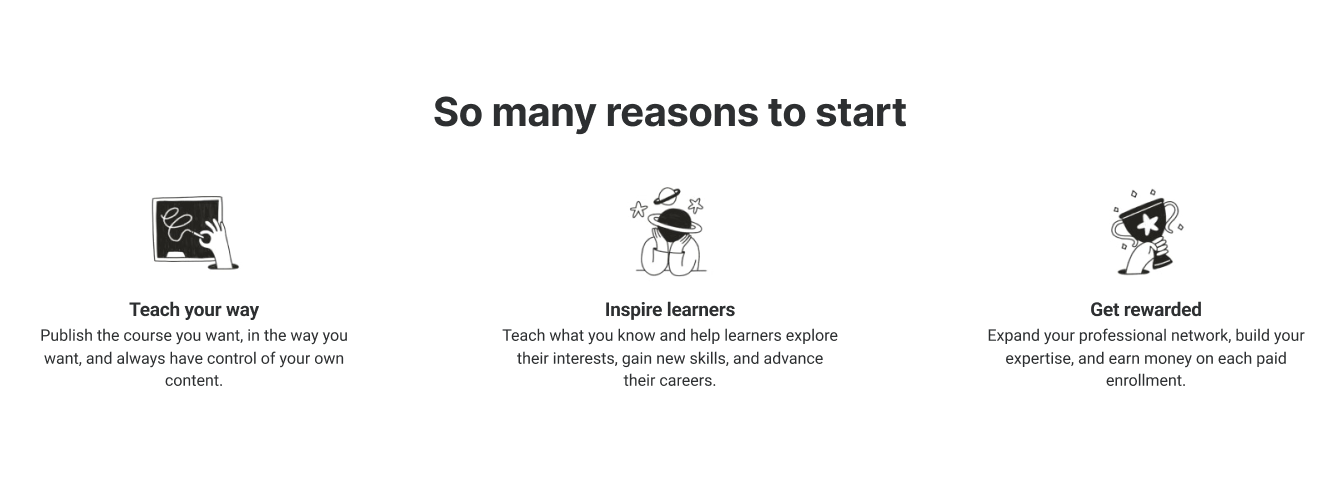 So many reasons to start
Teach your way
Publish the course you want, in the way you
want, and always have control of your own
content.
Inspire learners
Teach what you know and help learners explore
their interests, gain new skills, and advance
their careers.
Get rewarded
Expand your professional network, build your
expertise, and earn money on each paid
enrollment.